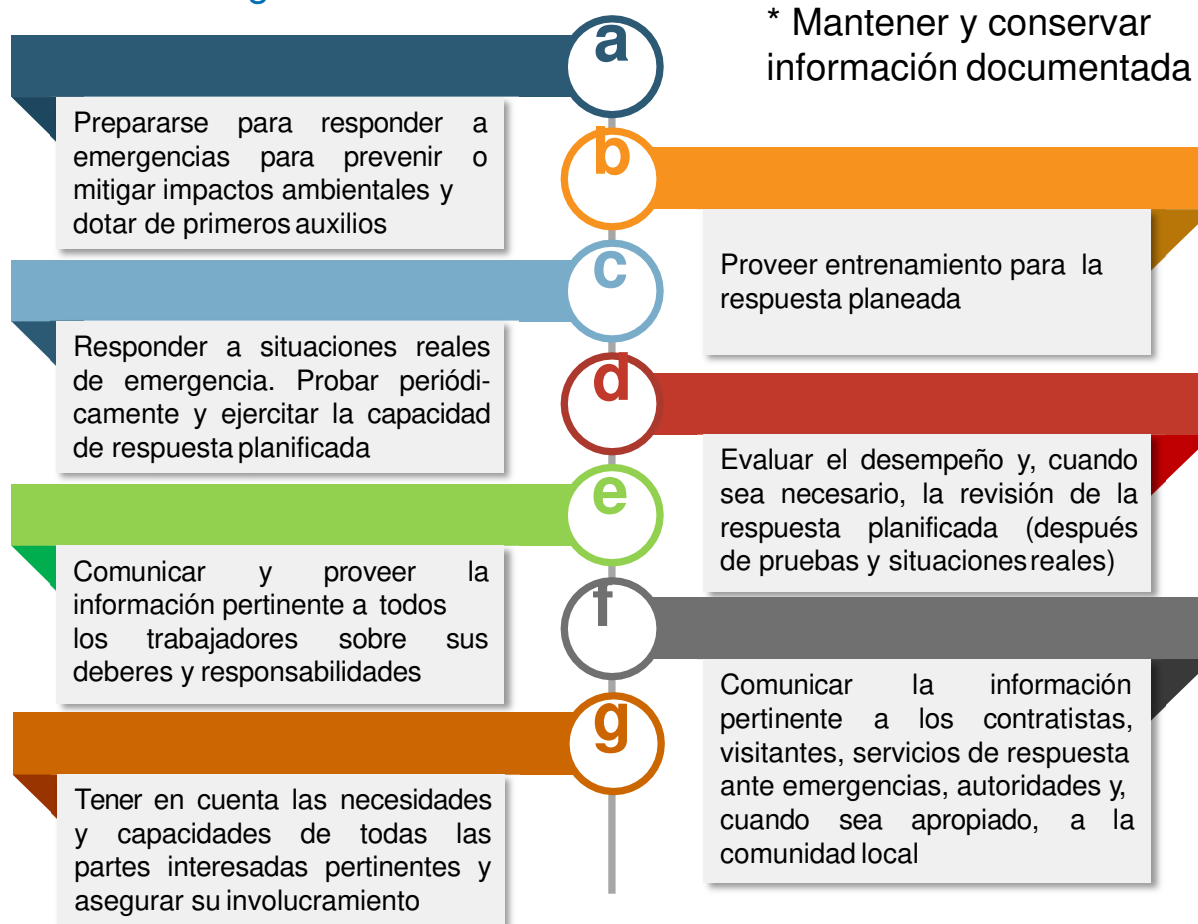 * Mantener y conservar
información documentada
a
Prepararse para responder a
emergencias para prevenir o
mitigar impactos ambientales y
dotar de primeros auxilios
b
Proveer entrenamiento para la
respuesta planeada
c
Responder a situaciones reales
de emergencia. Probar periódi-
camente y ejercitar la capacidad
de respuesta planificada
d
Evaluar el desempeño y, cuando
sea necesario, la revisión de la
respuesta planificada (después
de pruebas y situaciones reales)
e
Comunicar y proveer la
información pertinente a todos
los trabajadores sobre sus
deberes y responsabilidades
f
Comunicar la información
pertinente a los contratistas,
visitantes, servicios de respuesta
ante emergencias, autoridades y,
cuando sea apropiado, a la
comunidad local
g
Tener en cuenta las necesidades
y capacidades de todas las
partes interesadas pertinentes y
asegurar su involucramiento